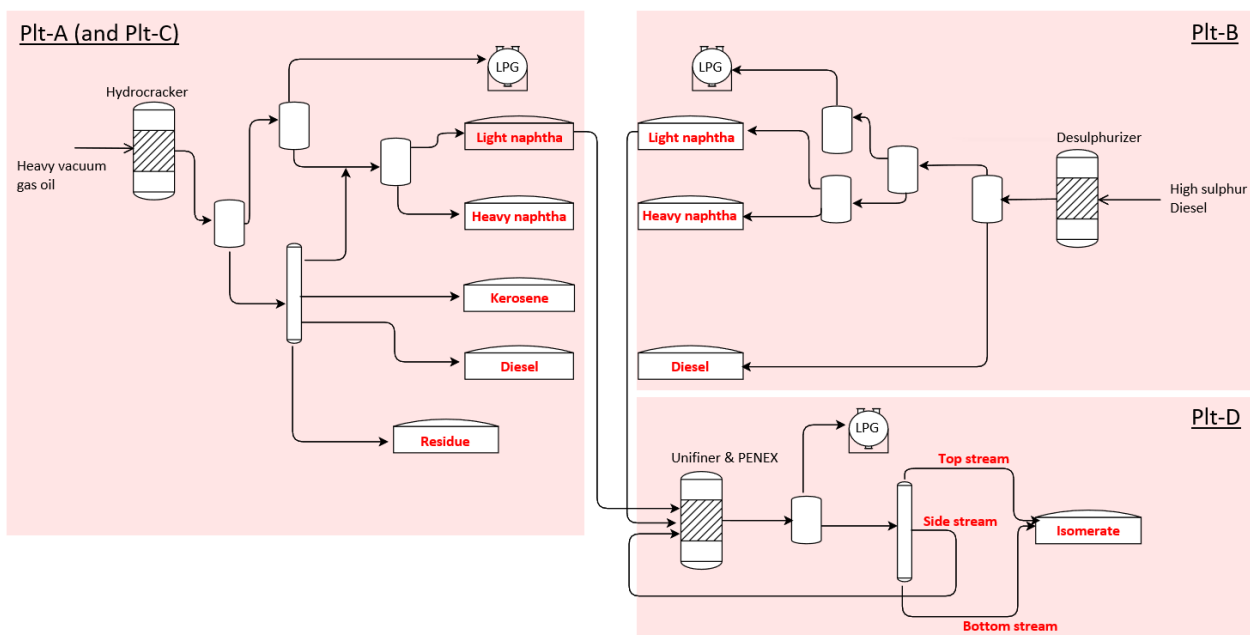 Plt-A (and Plt-C)
LPG
Hydrocracker
Heavy vacuum
gas oil
Light naphtha
Heavy naphtha
Kerosene
Diesel
Residue
Plt-B
LPG
Light naphtha
Desulphurizer
High sulphur
Diesel
Heavy naphtha
Diesel
Plt-D
LPG
Unifiner & PENEX
Top stream
Side stream
Isomerate
Bottom stream